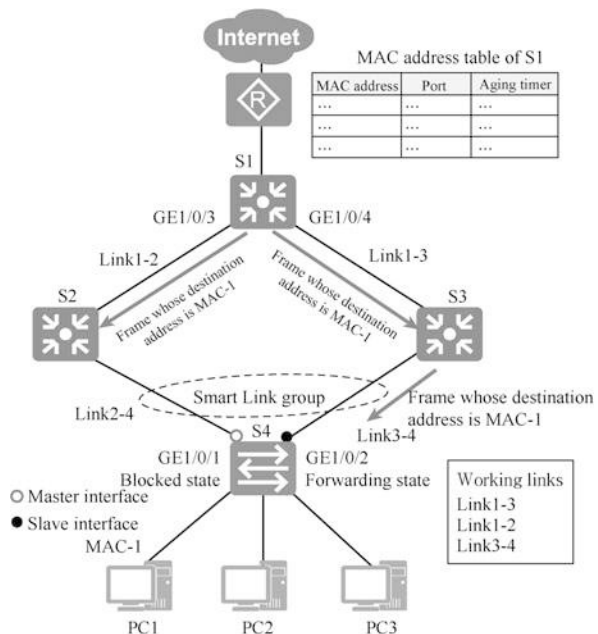 Internet
MAC address table of S1
MAC address Port Aging timer
... ... ...
... ... ...
... ... ...
R
S1
GE1/0/3 GE1/0/4
Link1-2 Link1-3
S2 S3
Frame whose destination
address is MAC-1
Frame whose destination
address is MAC-1
Smart Link group
Frame whose destination
address is MAC-1
Link2-4 Link3-4
S4
GE1/0/1 GE1/0/2
Blocked state Forwarding state
Master interface
Slave interface
Working links
Link1-3
Link1-2
Link3-4
MAC-1
PC1 PC2 PC3